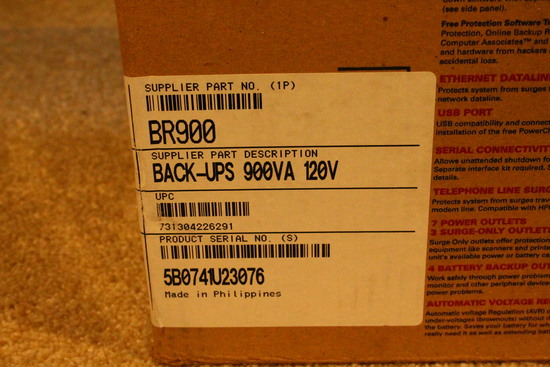 SUPPLIER PART NO. (1P)
BR900
SUPPLIER PART DESCRIPTION
BACK-UPS 900VA 120V
UPC
731304226291
PRODUCT SERIAL NO. (S)
5B0741U23076
Made in Philippines
(see side panel).
Free Protection Software
Protection, Online Backup
Computer Associates™ and
and hardware from hackers
accidental loss.
ETHERNET DATALIN
Protects system from surges
network dataline.
USB PORT
USB compatibility and connec
installation of the free PowerC
SERIAL CONNECTIVIT
Allows unattended shutdown fo
Separate interface kit required.
details.
TELEPHONE LINE SUR
Protects system from surges trave
modem line. Compatible with HP
7 POWER OUTLETS
3 SURGE-ONLY OUTLET
Surge Only outlets offer protection
equipment like scanners and printe
unit's available power or battery ca
4 BATTERY BACKUP OUT
Work safely through power problem
monitor and other peripheral devices
power problems.
AUTOMATIC VOLTAGE RE
Automatic voltage Regulation (AVR)
under-voltages (brownouts) without d
the battery. Saves your battery for wh
really need it as well as extending bat